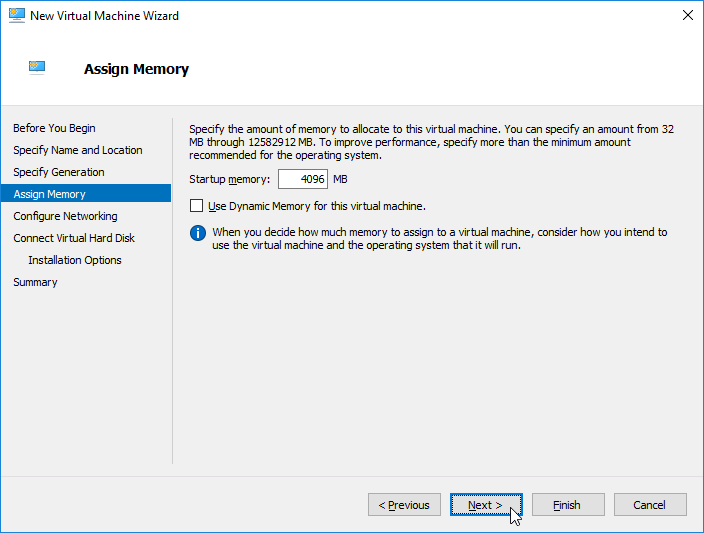 New Virtual Machine Wizard
Assign Memory
Before You Begin
Specify Name and Location
Specify Generation
Assign Memory
Configure Networking
Connect Virtual Hard Disk
Installation Options
Summary
Specify the amount of memory to allocate to this virtual machine. You can specify an amount from 32
MB through 12582912 MB. To improve performance, specify more than the minimum amount
recommended for the operating system.
Startup memory: 4096 MB
Use Dynamic Memory for this virtual machine.
When you decide how much memory to assign to a virtual machine, consider how you intend to
use the virtual machine and the operating system that it will run.
< Previous Next > Finish Cancel